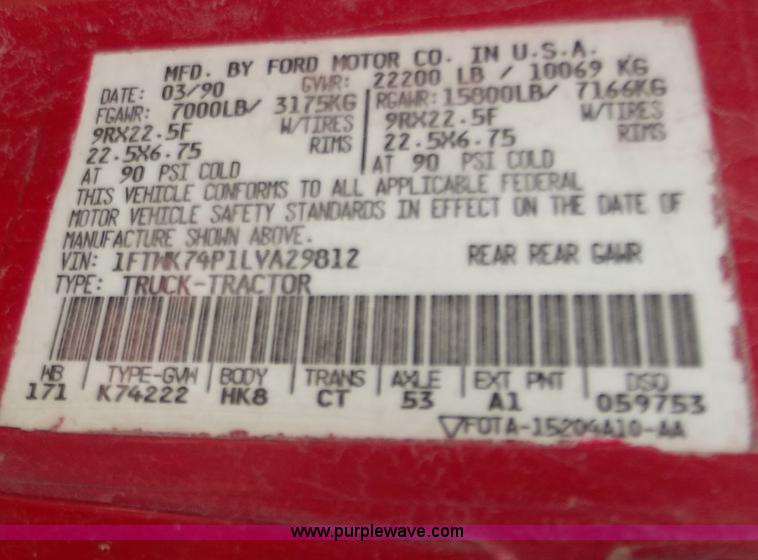 MFD. BY FORD MOTOR CO. IN U.S.A.
DATE: 03/90 GVWR: 22200 LB / 10069 KG
FGAWR: 7000LB/ 3175KG RGAWR: 15800LB/ 7166KG
9RX22.5F W/TIRES 9RX22.5F W/TIRES
22.5X6.75 RIMS 22.5X6.75 RIMS
AT 90 PSI COLD AT 90 PSI COLD
THIS VEHICLE CONFORMS TO ALL APPLICABLE FEDERAL
MOTOR VEHICLE SAFETY STANDARDS IN EFFECT ON THE DATE OF
MANUFACTURE SHOWN ABOVE.
VIN: 1FTWK74P1LVA29812 REAR REAR GAWR
TYPE: TRUCK-TRACTOR
WB TYPE-GVW BODY TRANS AXLE EXT PNT DSO
171 K74222 HK8 CT 53 A1 059753
FOTA-15204A10-AA
www.purplewave.com